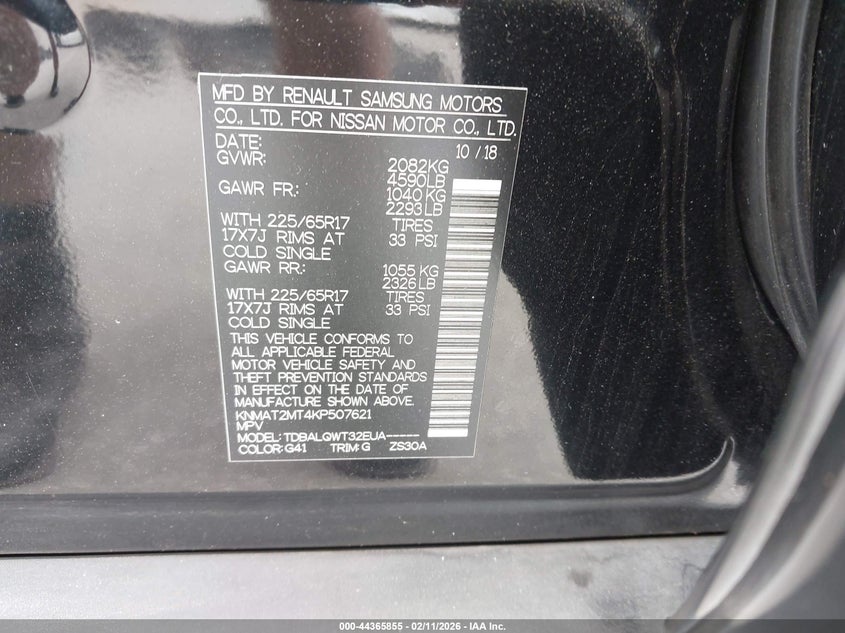 MFD BY RENAULT SAMSUNG MOTORS
CO., LTD. FOR NISSAN MOTOR CO., LTD.
DATE: 10 / 18
GVWR: 2082KG
4590LB
GAWR FR.: 1040 KG
2293LB
WITH 225/65R17 TIRES
17X7J RIMS AT 33 PSI
COLD SINGLE
GAWR RR.: 1055 KG
2326LB
WITH 225/65R17 TIRES
17X7J RIMS AT 33 PSI
COLD SINGLE
THIS VEHICLE CONFORMS TO
ALL APPLICABLE FEDERAL
MOTOR VEHICLE SAFETY AND
THEFT PREVENTION STANDARDS
IN EFFECT ON THE DATE OF
MANUFACTURE SHOWN ABOVE.
KNMAT2MT4KP507621
MPV
MODEL: TDBALQWT32EUA-----
COLOR: G41 TRIM: G ZS30A
000-44365855 - 02/11/2026 - IAA Inc.